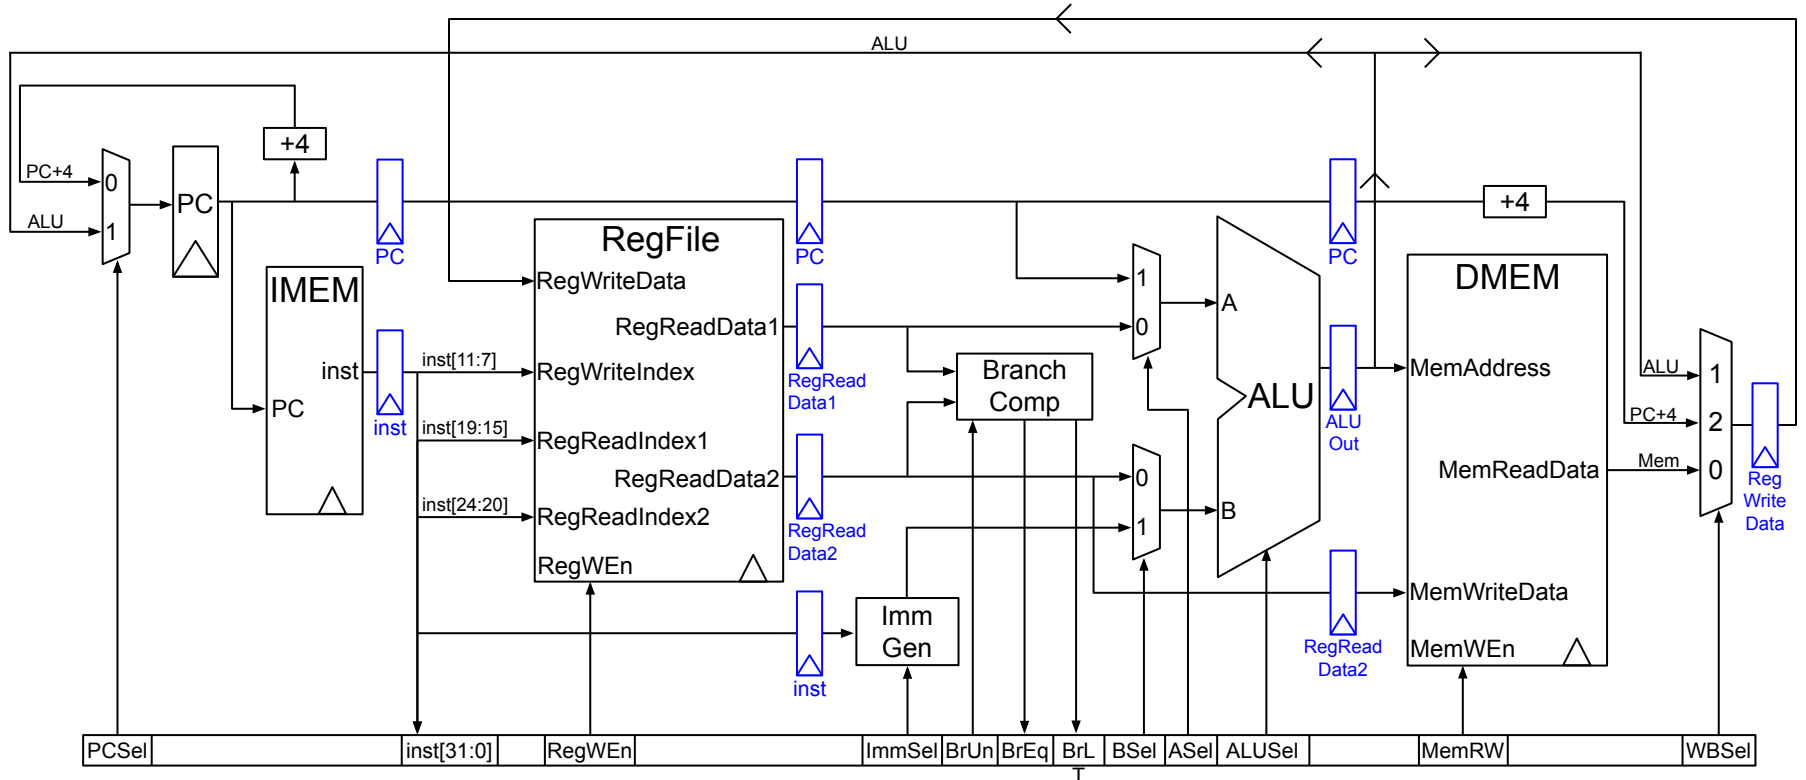 ALU
+4
PC+4
0
ALU
1
PC
PC
PC
PC
+4
IMEM
inst
PC
inst
RegFile
RegWriteData
RegReadData1
inst[11:7]
RegWriteIndex
inst[19:15]
RegReadIndex1
RegReadData2
inst[24:20]
RegReadIndex2
RegWEn
RegRead
Data1
RegRead
Data2
inst
Branch
Comp
Imm
Gen
1
0
0
1
A
ALU
B
ALU
Out
RegRead
Data2
DMEM
MemAddress
MemReadData
MemWriteData
MemWEn
ALU
1
PC+4
2
Mem
0
Reg
Write
Data
PCSel
inst[31:0]
RegWEn
ImmSel
BrUn
BrEq
BrL
T
BSel
ASel
ALUSel
MemRW
WBSel